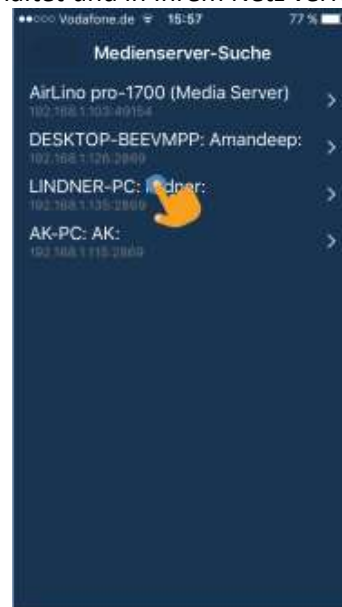 Vodafone.de 15:57 77 %
Medienserver-Suche
AirLino pro-1700 (Media Server)
192.168.1.103:49154
DESKTOP-BEEVMPP: Amandeep:
192.168.1.126:2869
LINDNER-PC: lindner:
192.168.1.135:2869
AK-PC: AK:
192.168.1.115:2869